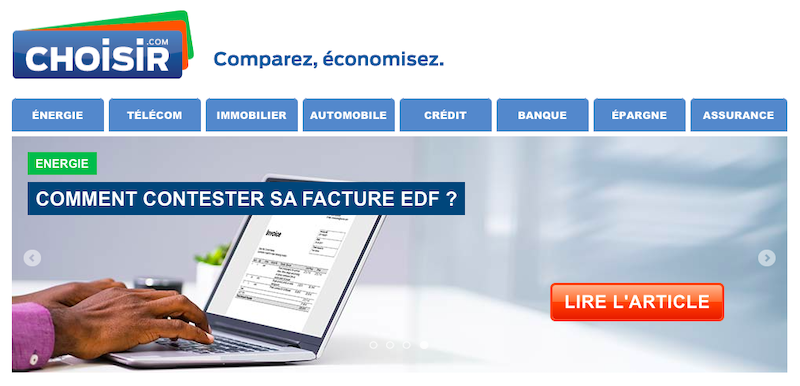 CHOISIR
.COM
Comparez, économisez.
ÉNERGIE
TÉLÉCOM
IMMOBILIER
AUTOMOBILE
CRÉDIT
BANQUE
ÉPARGNE
ASSURANCE
ENERGIE
COMMENT CONTESTER SA FACTURE EDF ?
Invoice
LIRE L'ARTICLE